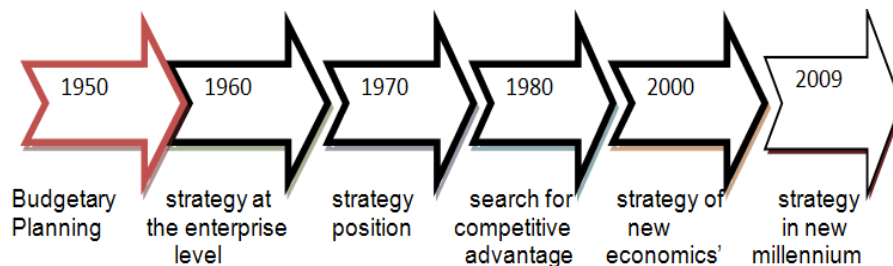 1950 1960 1970 1980 2000 2009
Budgetary strategy at strategy search for strategy of strategy
Planning the enterprise position competitive new in new
level advantage economics’ millennium